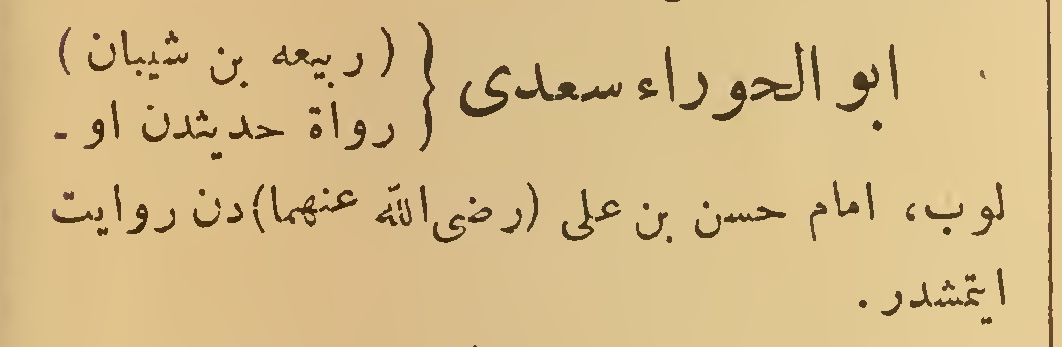 ابو الحوراء سعدی { (ربیعه بن شیبان)
رواة حدیثدن او -
لوب، امام حسن بن علی (رضی الله عنهما) دن روایت
ایتمشدر.